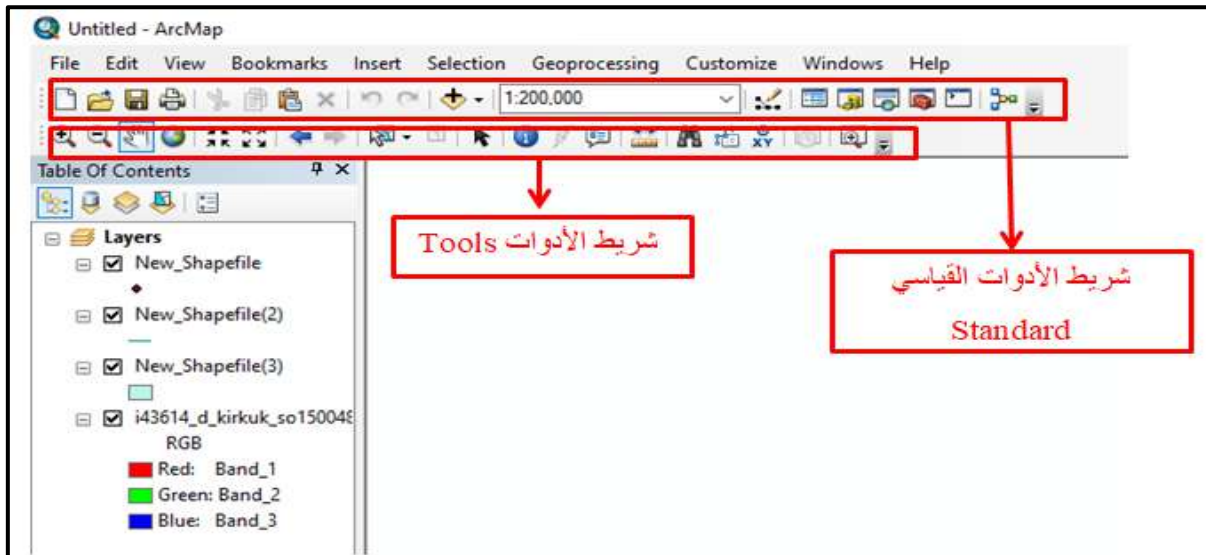 Untitled - ArcMap
File Edit View Bookmarks Insert Selection Geoprocessing Customize Windows Help
1:200,000
Table Of Contents
Layers
New_Shapefile
New_Shapefile(2)
New_Shapefile(3)
i43614_d_kirkuk_so150048
RGB
Red: Band_1
Green: Band_2
Blue: Band_3
شريط الأدوات Tools
شريط الأدوات القياسي
Standard